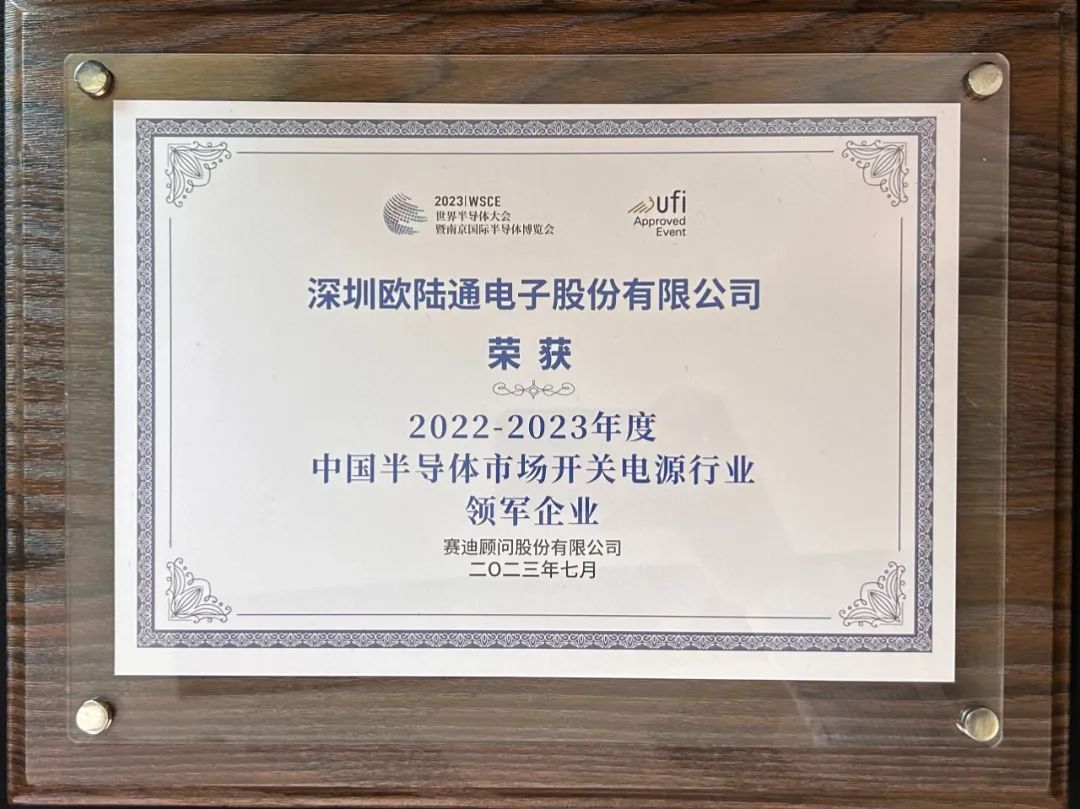 2023|WSCE
世界半导体大会
暨南京国际半导体博览会
ufi
Approved
Event
深圳欧陆通电子股份有限公司
荣获
2022-2023年度
中国半导体市场开关电源行业
领军企业
赛迪顾问股份有限公司
二〇二三年七月